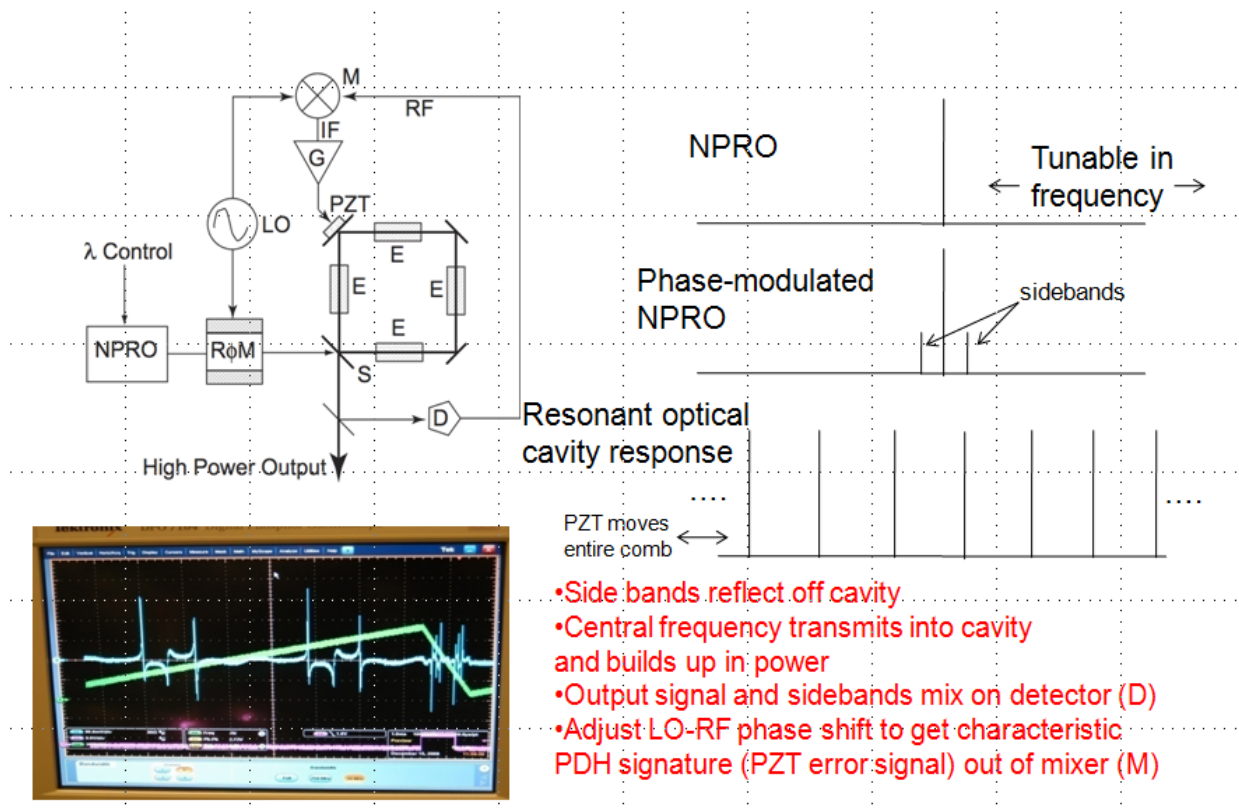 M
RF
IF
G
PZT
LO
λ Control
E
E
E
E
NPRO
RϕM
S
D
High Power Output
NPRO
Tunable in
frequency
Phase-modulated
NPRO
sidebands
Resonant optical
cavity response
....
....
PZT moves
entire comb
Tektronix
Tek
•Side bands reflect off cavity
•Central frequency transmits into cavity
and builds up in power
•Output signal and sidebands mix on detector (D)
•Adjust LO-RF phase shift to get characteristic
PDH signature (PZT error signal) out of mixer (M)